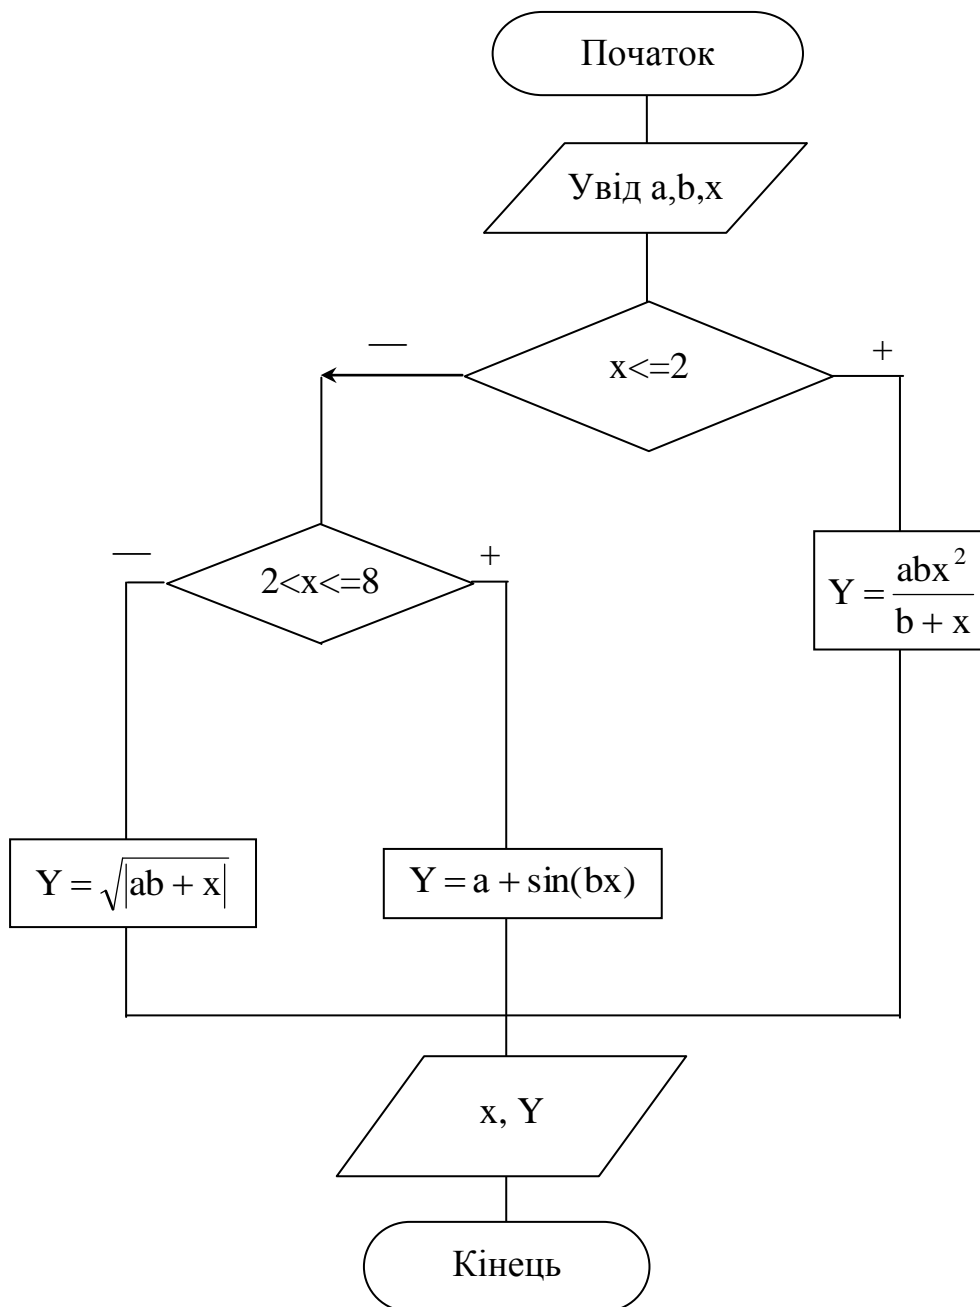 Початок
Увід a,b,x
x<=2
—
+
2<x<=8
—
+
Y = abx² / b + x
Y = √|ab + x|
Y = a + sin(bx)
x, Y
Кінець